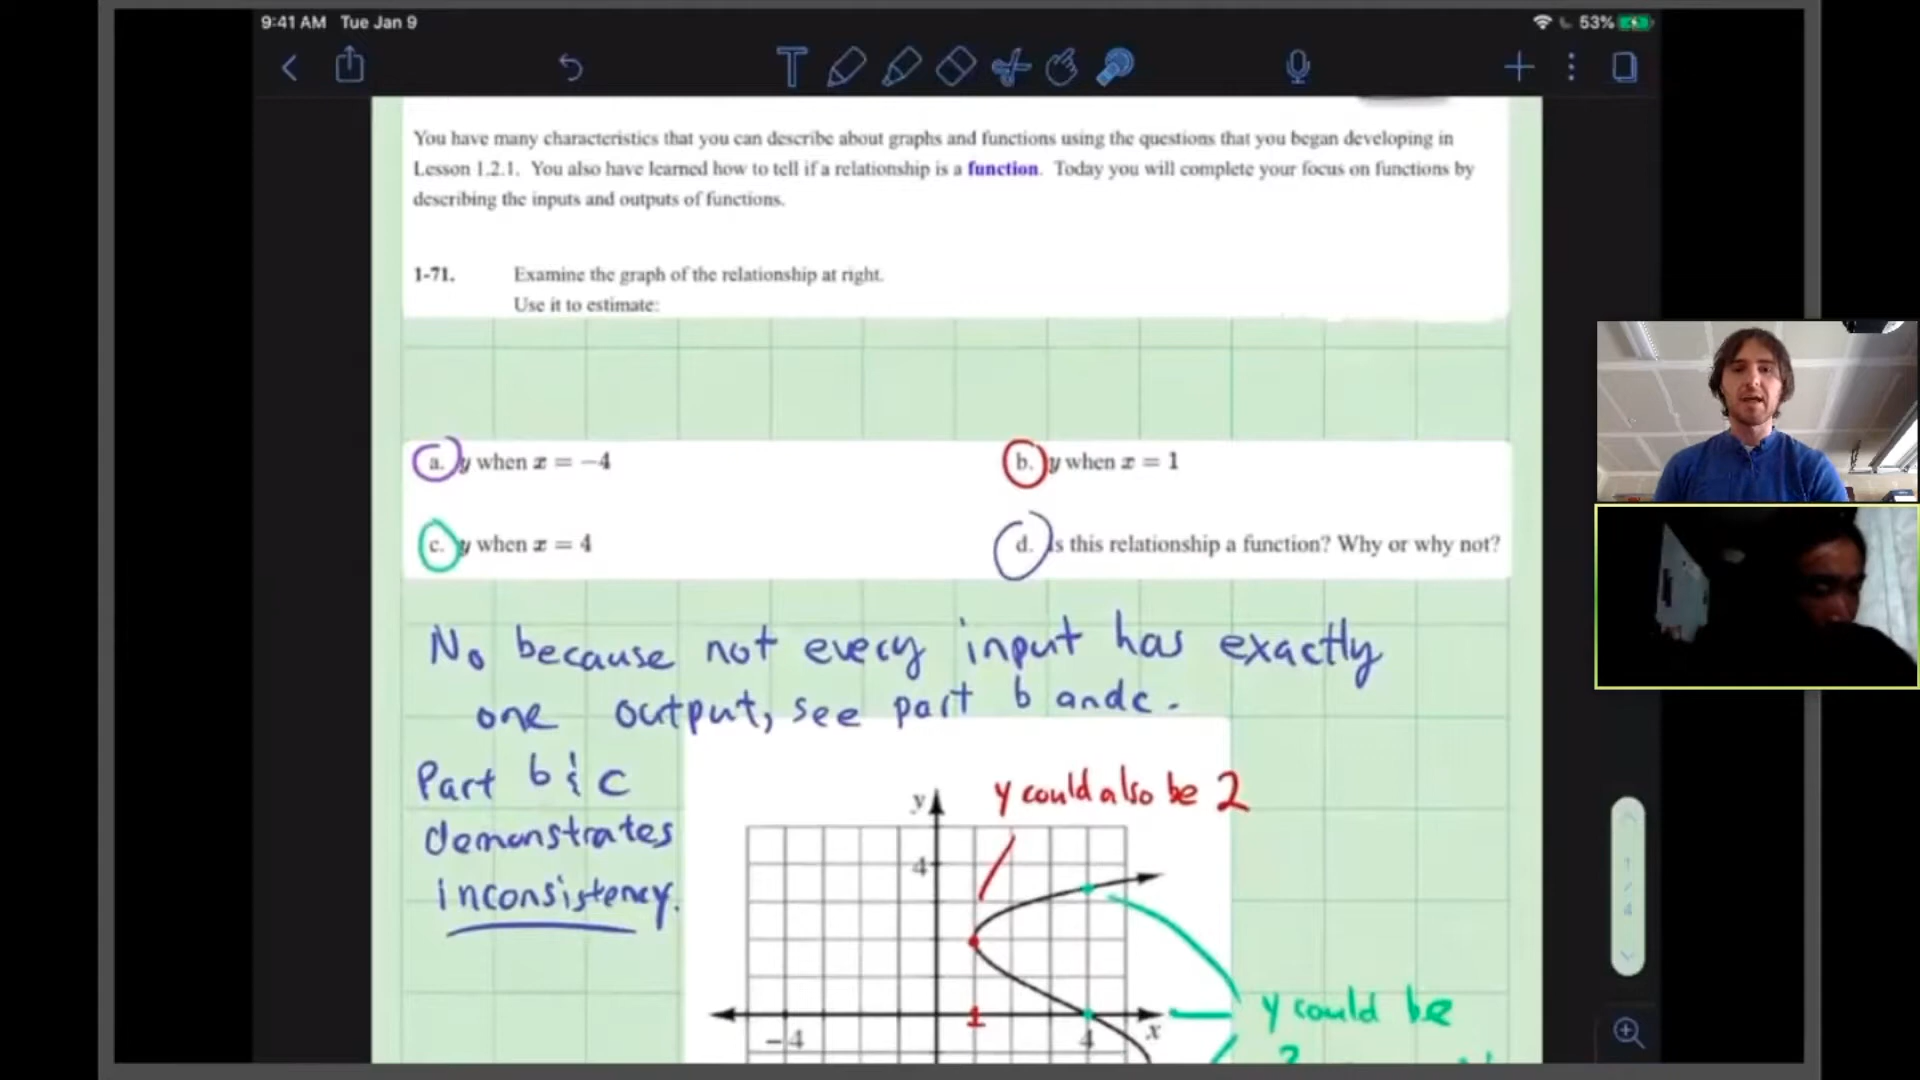 9:41 AM Tue Jan 9
53%
You have many characteristics that you can describe about graphs and functions using the questions that you began developing in
Lesson 1.2.1. You also have learned how to tell if a relationship is a function. Today you will complete your focus on functions by
describing the inputs and outputs of functions.
1-71. Examine the graph of the relationship at right.
Use it to estimate:
a. y when x = −4
b. y when x = 1
c. y when x = 4
d. Is this relationship a function? Why or why not?
No because not every input has exactly
one output, see part b and c.
Part b & c
demonstrates
inconsistency.
y could also be 2
y
4
1
−4
4
x
y could be
1/4